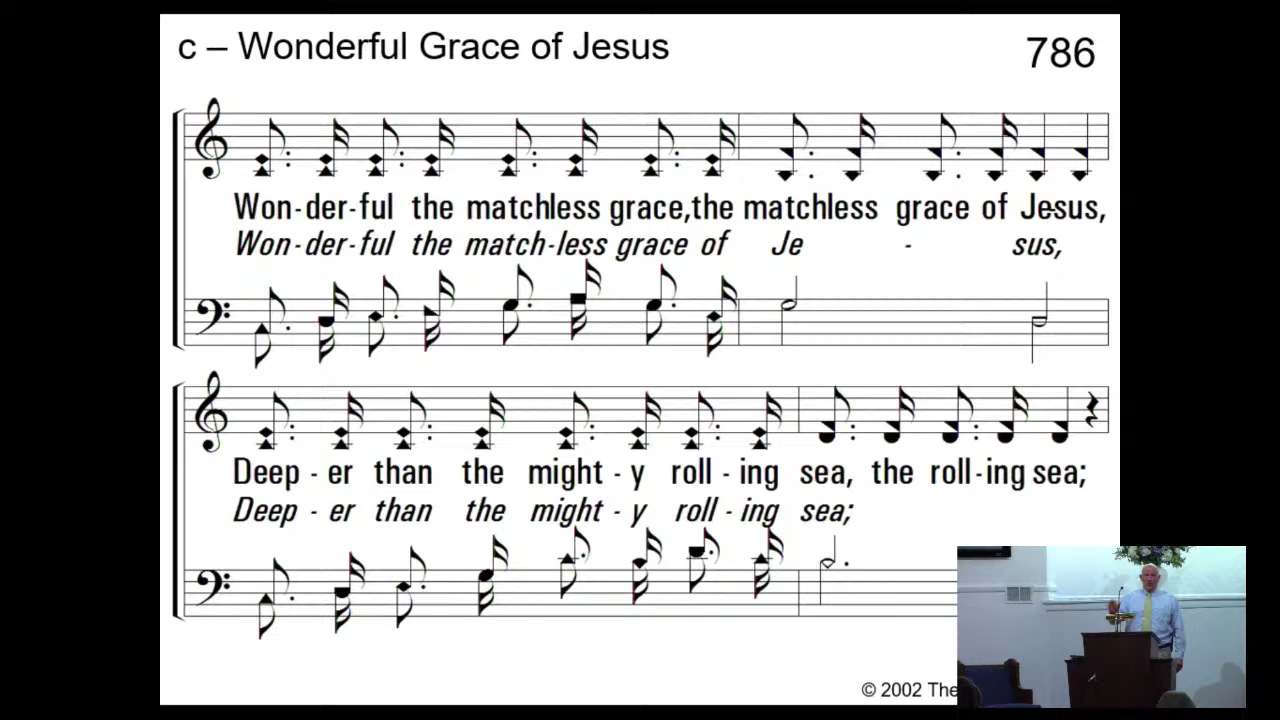 c – Wonderful Grace of Jesus
786
Won-der-ful the matchless grace,the matchless grace of Je-sus,
Won-der-ful the match-less grace of Je - sus,
Deep-er than the might-y roll-ing sea, the roll-ing sea;
Deep-er than the might-y roll-ing sea;
© 2002 The